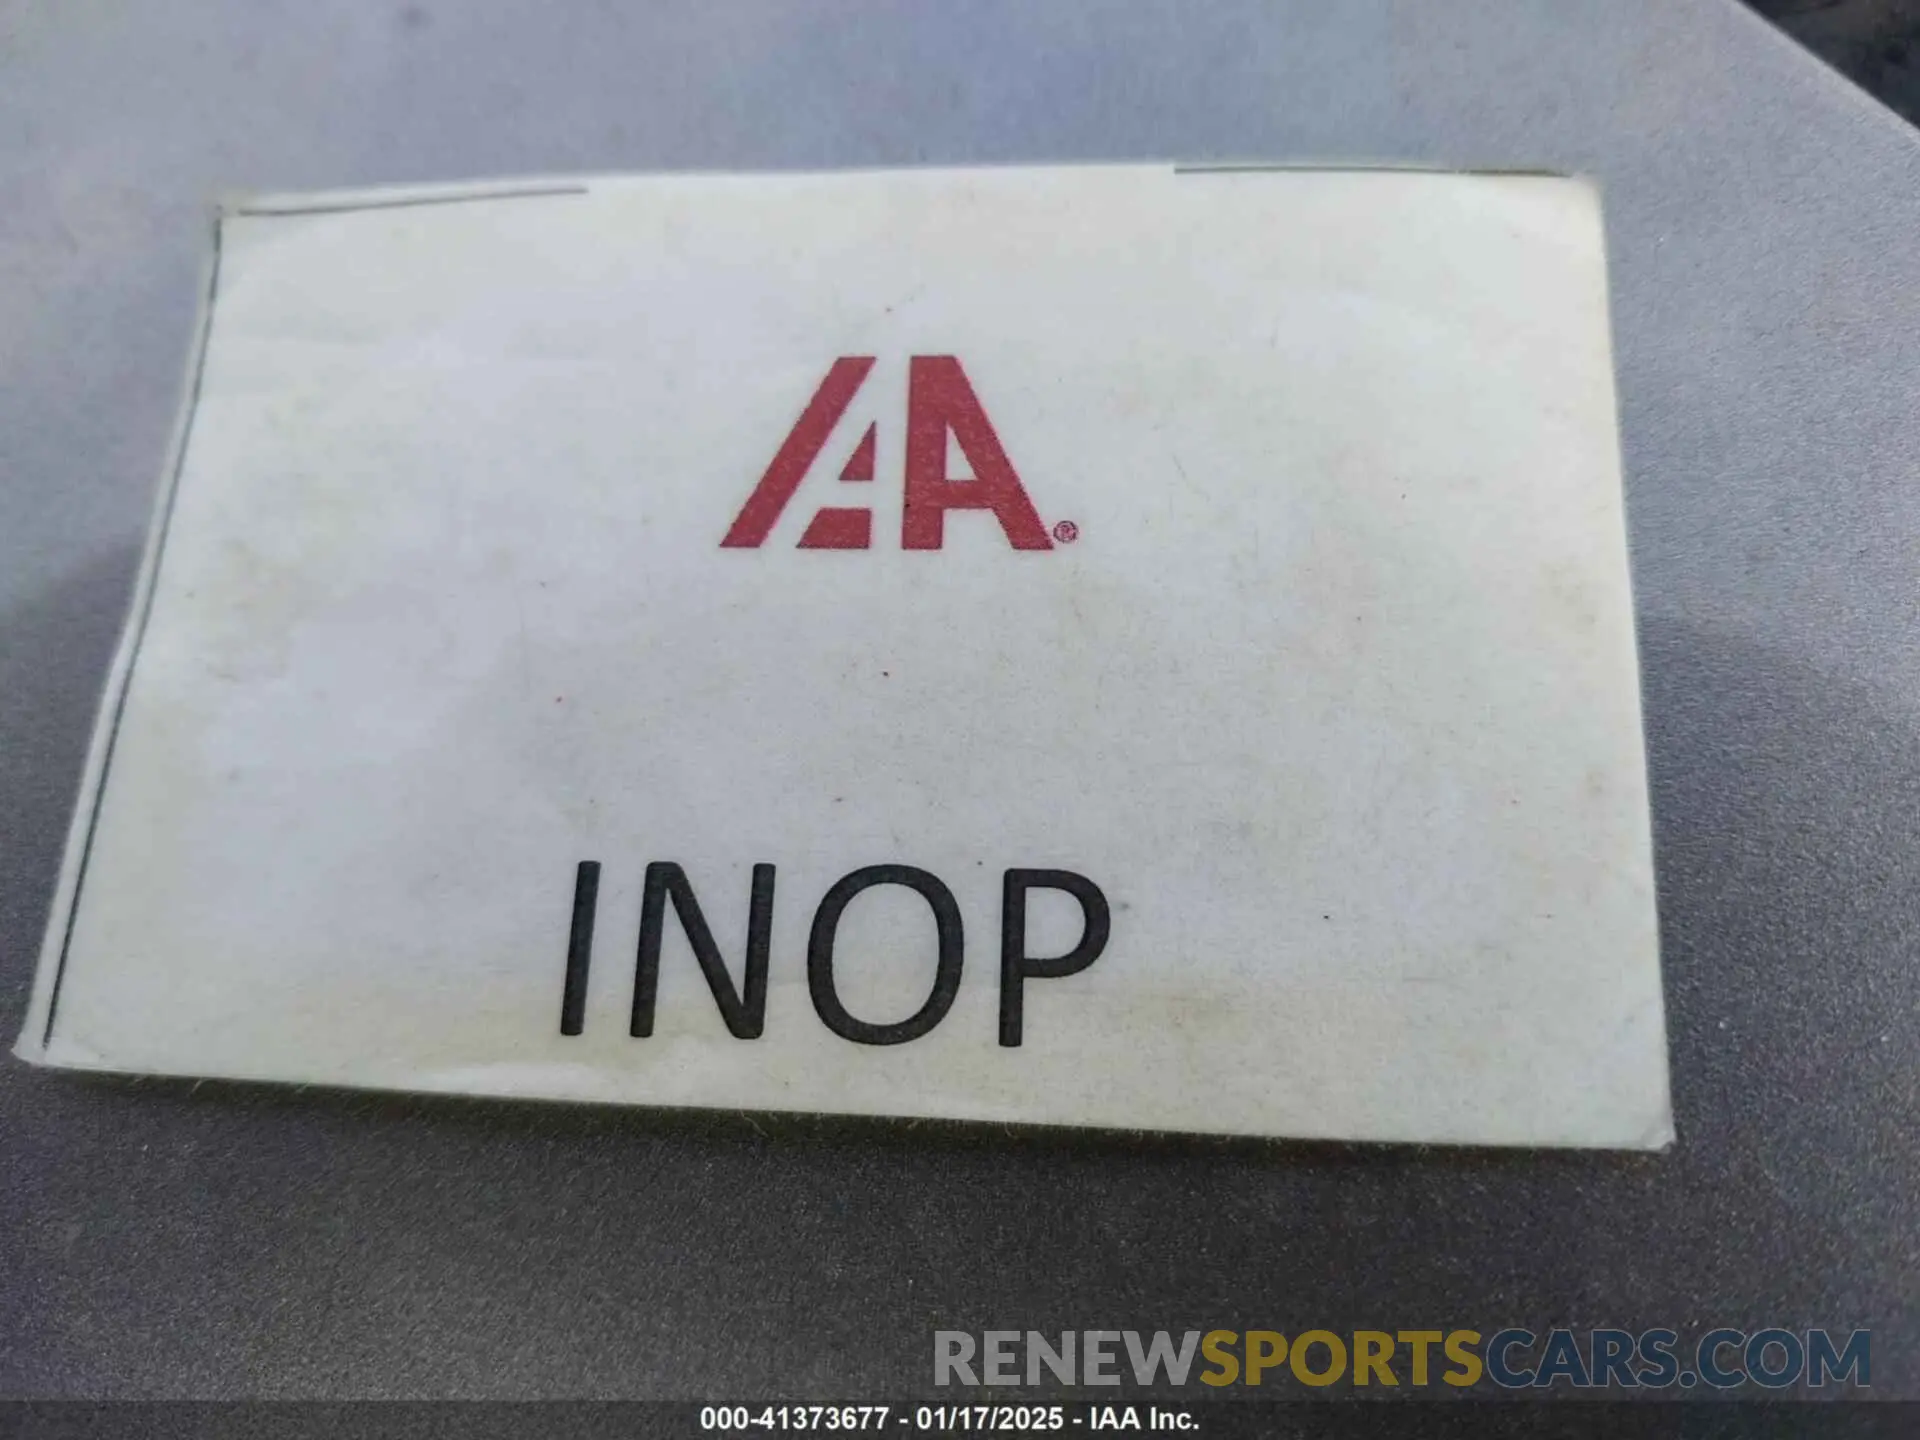 IAA®
INOP
RENEWSPORTSCARS.COM
000-41373677 - 01/17/2025 - IAA Inc.